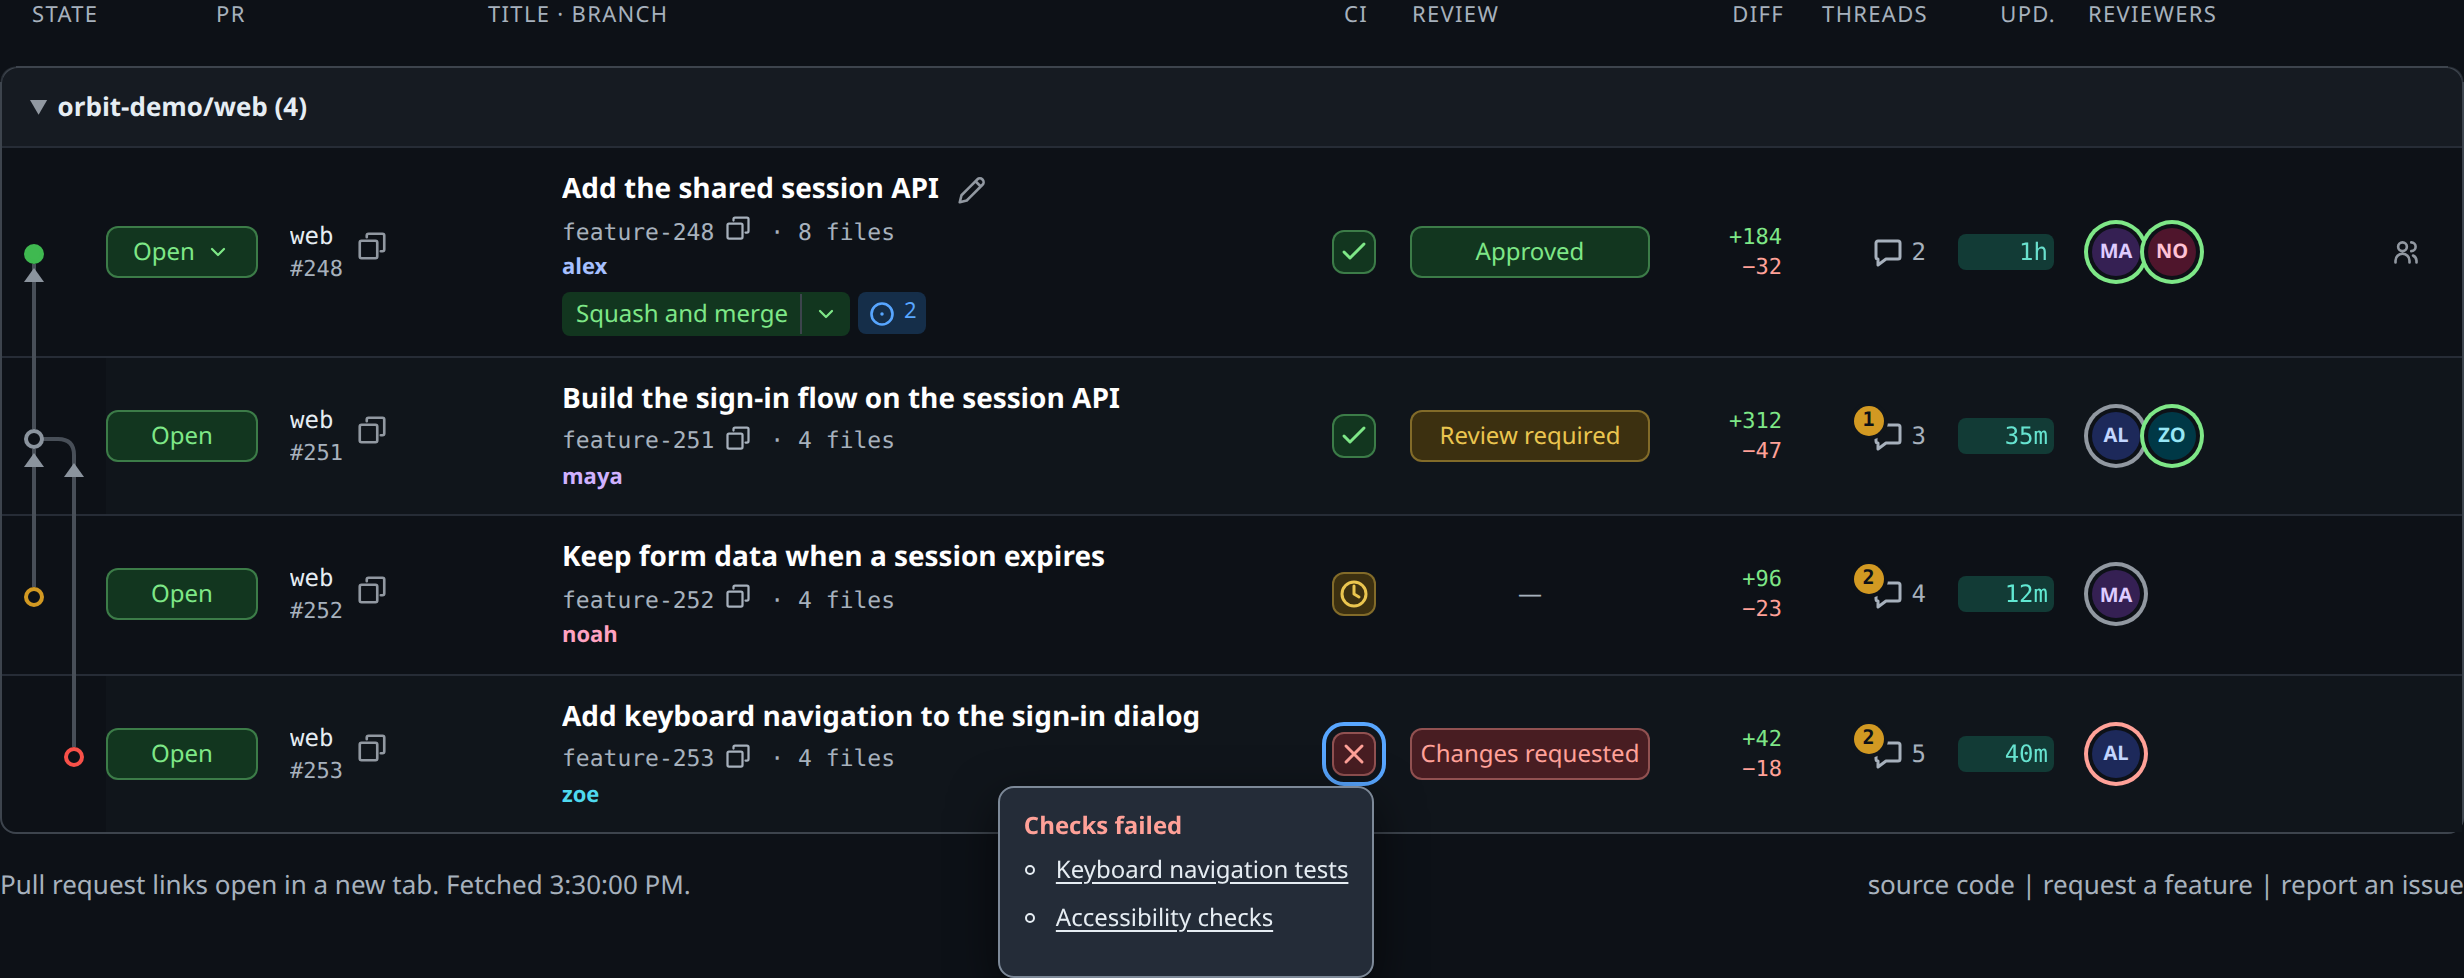 STATE PR TITLE · BRANCH CI REVIEW DIFF THREADS UPD. REVIEWERS
orbit-demo/web (4)
Add the shared session API
Open web #248 feature-248 · 8 files Approved +184 −32 2 1h MA NO
alex
Squash and merge 2
Build the sign-in flow on the session API
Open web #251 feature-251 · 4 files Review required +312 −47 1 3 35m AL ZO
maya
Keep form data when a session expires
Open web #252 feature-252 · 4 files — +96 −23 2 4 12m MA
noah
Add keyboard navigation to the sign-in dialog
Open web #253 feature-253 · 4 files Changes requested +42 −18 2 5 40m AL
zoe
Checks failed
Keyboard navigation tests
Accessibility checks
Pull request links open in a new tab. Fetched 3:30:00 PM.
source code | request a feature | report an issue